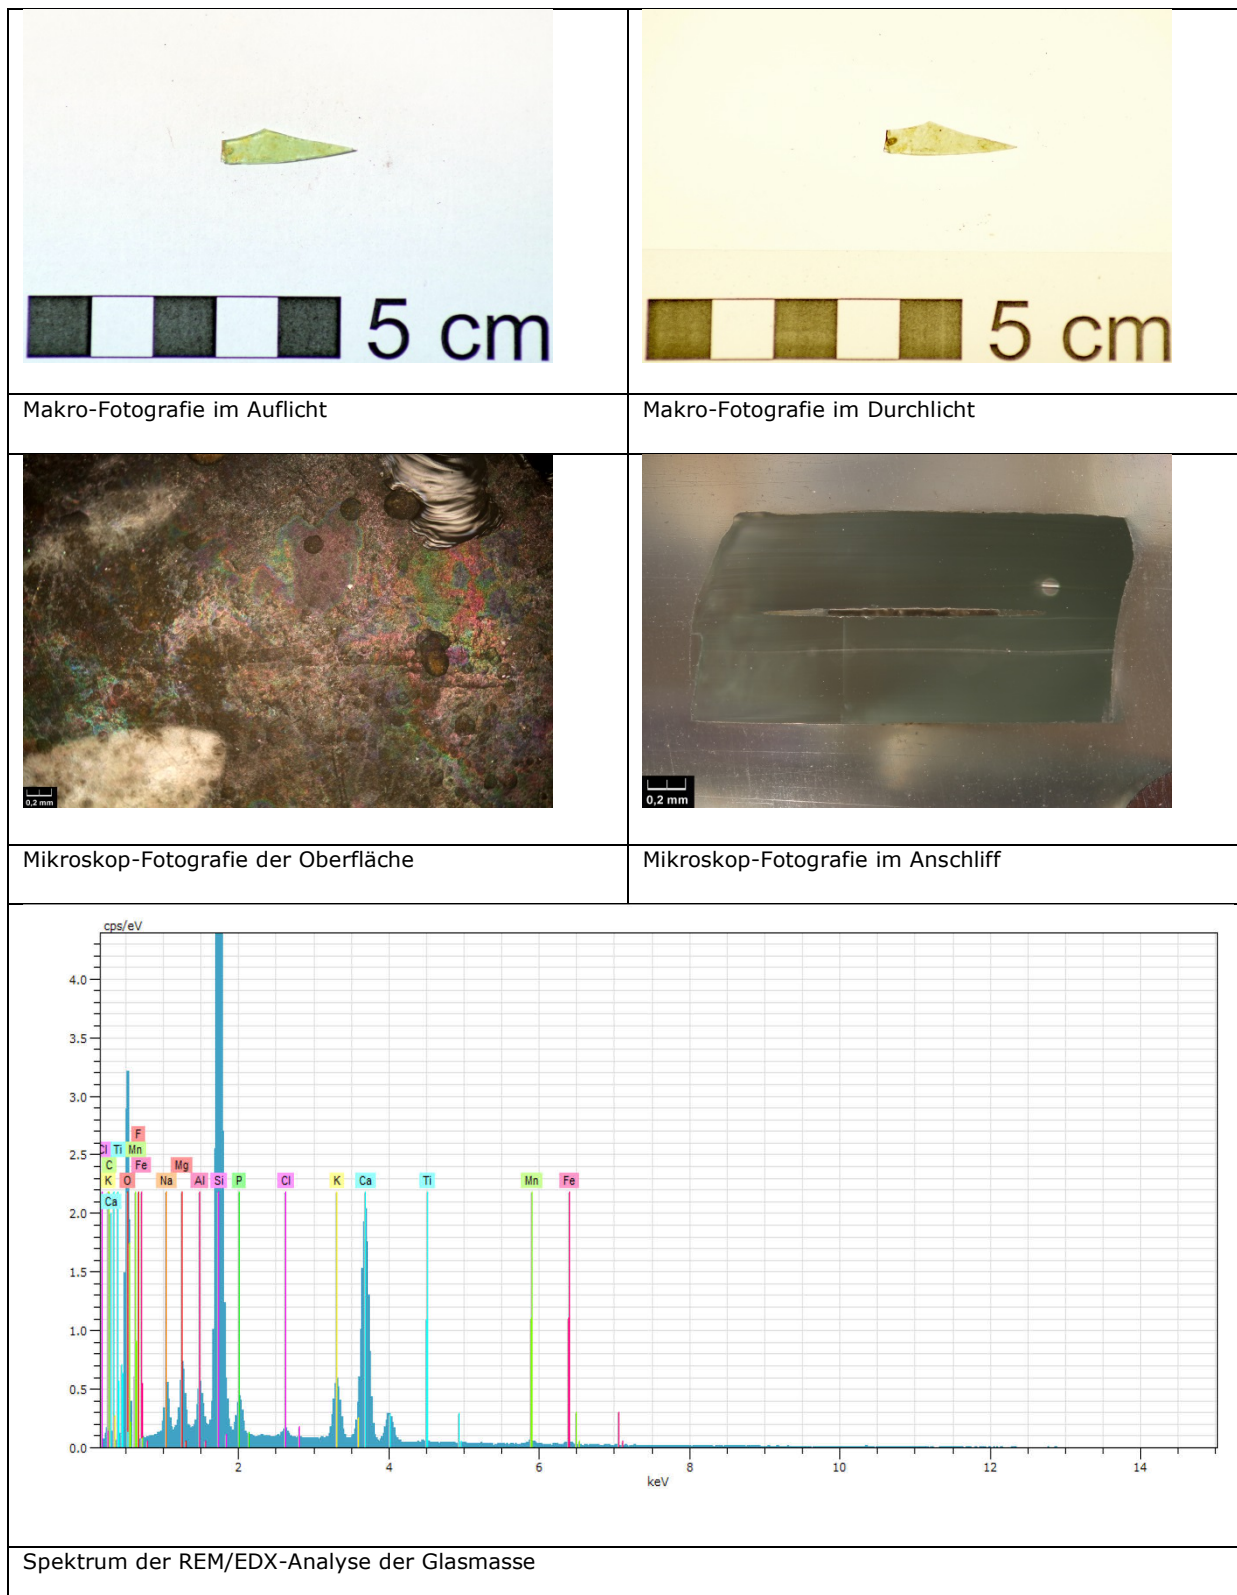 5 cm
5 cm
Makro-Fotografie im Auflicht
Makro-Fotografie im Durchlicht
0,2 mm
0,2 mm
Mikroskop-Fotografie der Oberfläche
Mikroskop-Fotografie im Anschliff
cps/eV
4.0
3.5
3.0
2.5
2.0
1.5
1.0
0.5
0.0
F
Cl Ti Mn
C Fe
K O Na Mg Al Si P Cl K Ca Ti Mn Fe
Ca
2 4 6 8 10 12 14
keV
Spektrum der REM/EDX-Analyse der Glasmasse